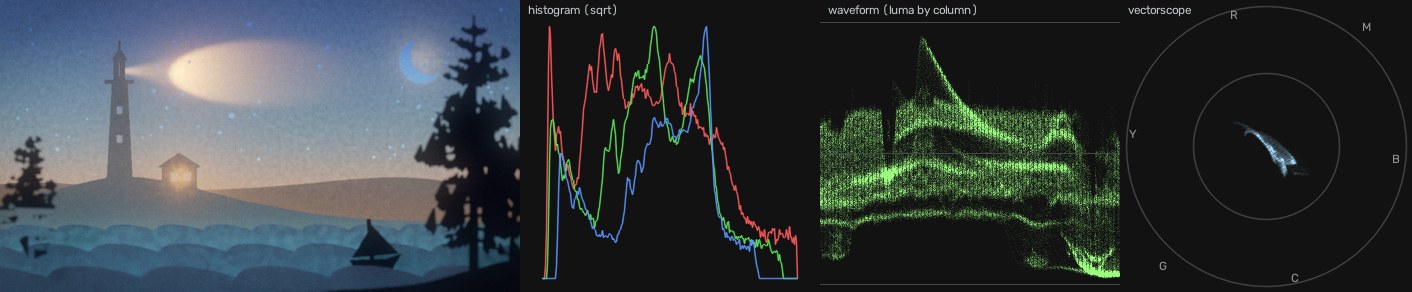 histogram (sqrt)
waveform (luma by column)
vectorscope
R
M
Y
B
G
C